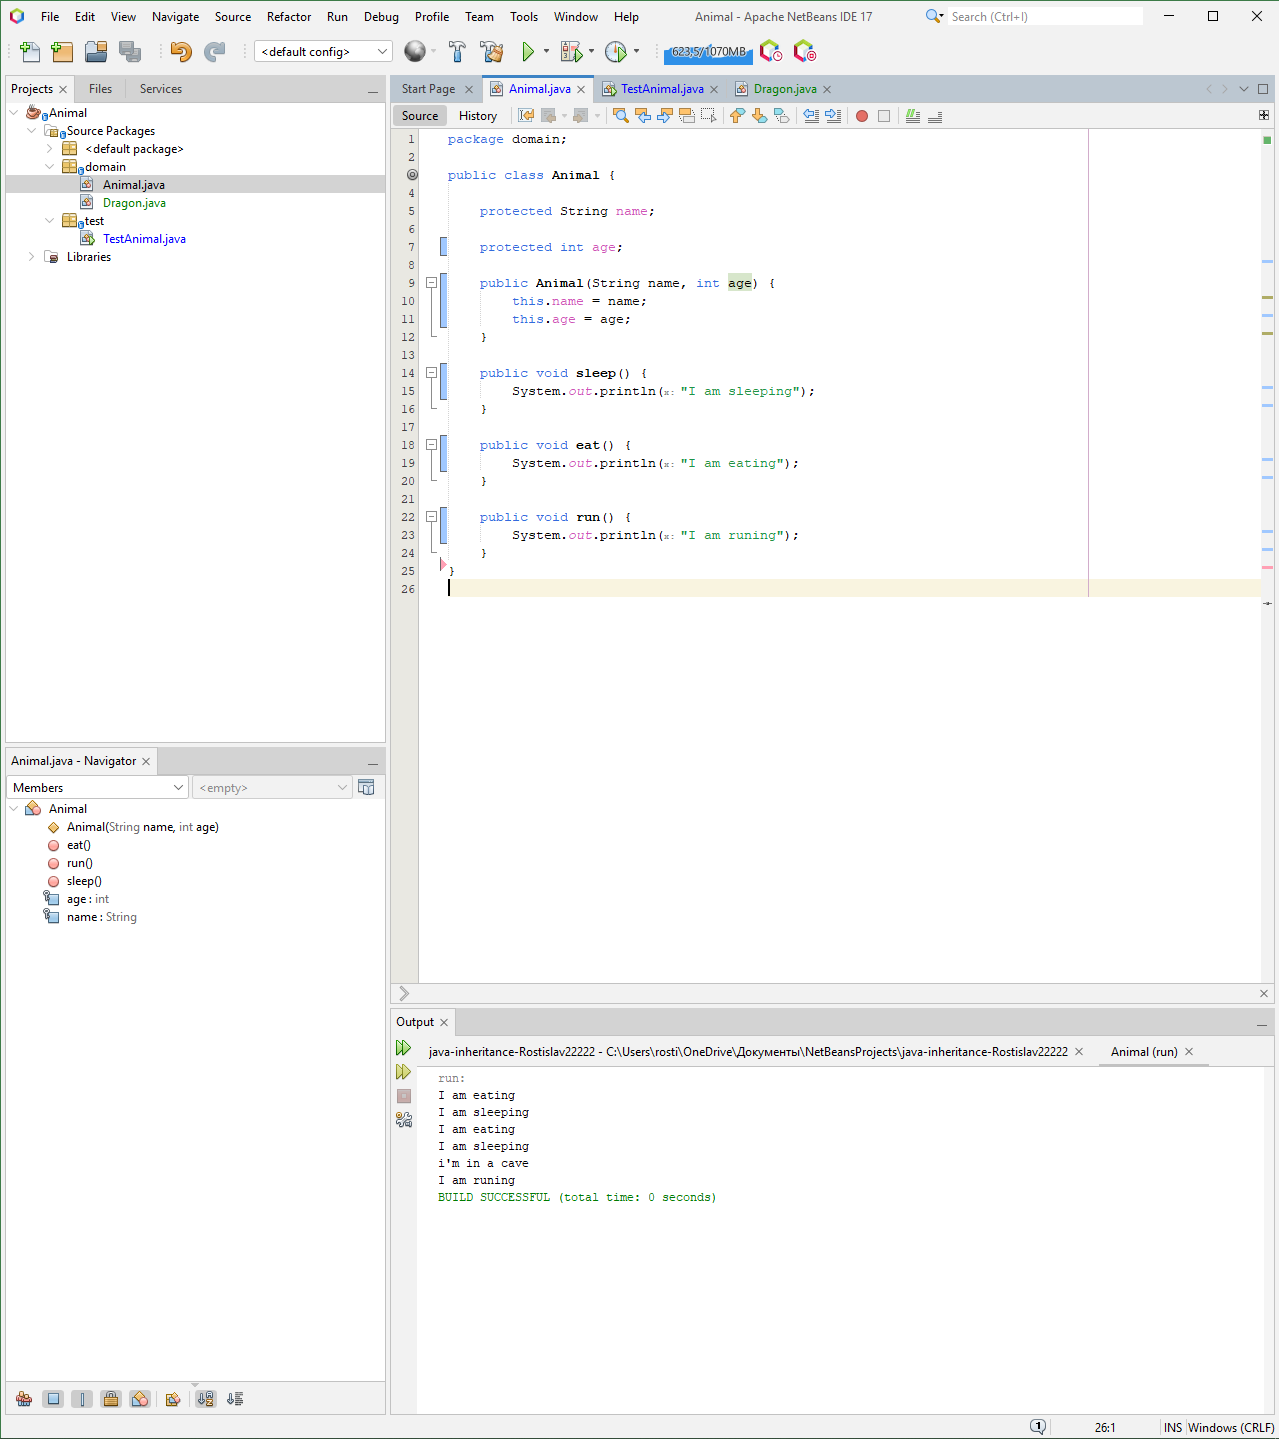 File Edit View Navigate Source Refactor Run Debug Profile Team Tools Window Help Animal - Apache NetBeans IDE 17 Search (Ctrl+I)
<default config> 623,5/1070MB
Projects Files Services
Animal
Source Packages
<default package>
domain
Animal.java
Dragon.java
test
TestAnimal.java
Libraries
Start Page Animal.java TestAnimal.java Dragon.java
Source History
1 package domain;
2
public class Animal {
4
5 protected String name;
6
7 protected int age;
8
9 public Animal(String name, int age) {
10 this.name = name;
11 this.age = age;
12 }
13
14 public void sleep() {
15 System.out.println(x: "I am sleeping");
16 }
17
18 public void eat() {
19 System.out.println(x: "I am eating");
20 }
21
22 public void run() {
23 System.out.println(x: "I am runing");
24 }
25 }
26
Animal.java - Navigator
Members <empty>
Animal
Animal(String name, int age)
eat()
run()
sleep()
age : int
name : String
Output
java-inheritance-Rostislav22222 - C:\Users\rosti\OneDrive\Документы\NetBeansProjects\java-inheritance-Rostislav22222 Animal (run)
run:
I am eating
I am sleeping
I am eating
I am sleeping
i'm in a cave
I am runing
BUILD SUCCESSFUL (total time: 0 seconds)
1 26:1 INS Windows (CRLF)